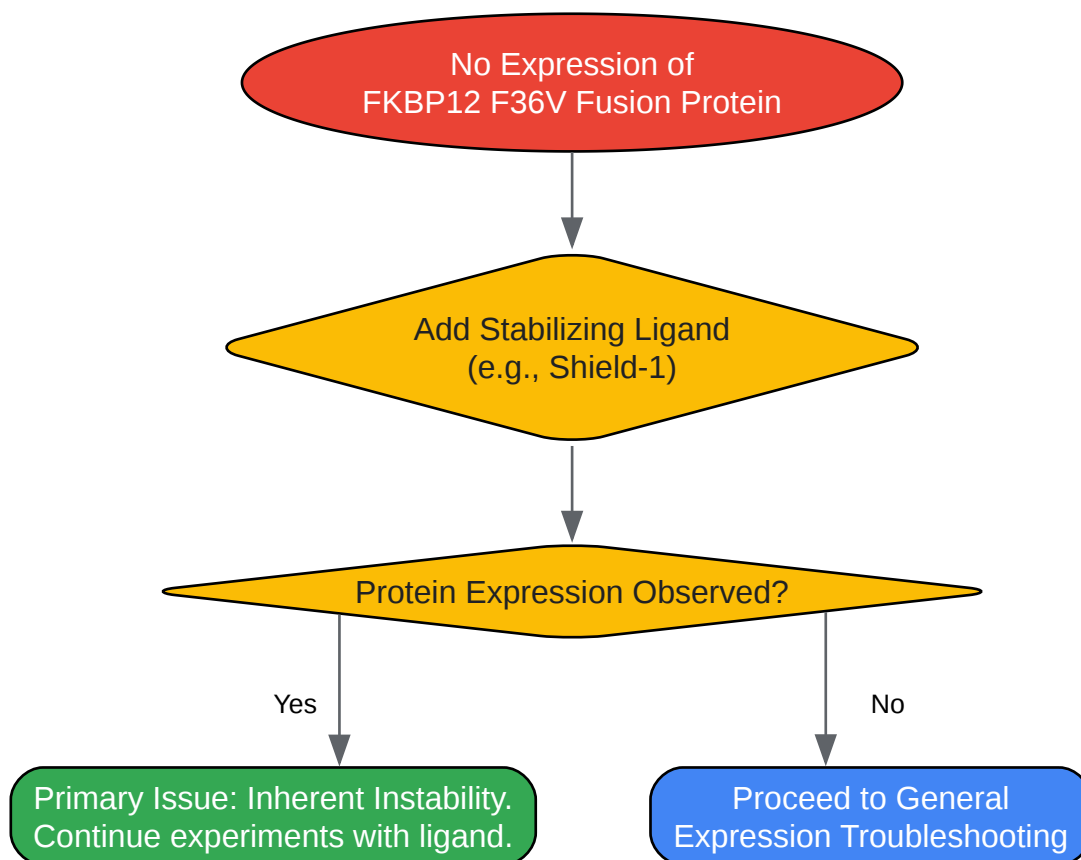 No Expression of
FKBP12 F36V Fusion Protein
Add Stabilizing Ligand
(e.g., Shield-1)
Protein Expression Observed?
Yes
No
Primary Issue: Inherent Instability.
Continue experiments with ligand.
Proceed to General
Expression Troubleshooting